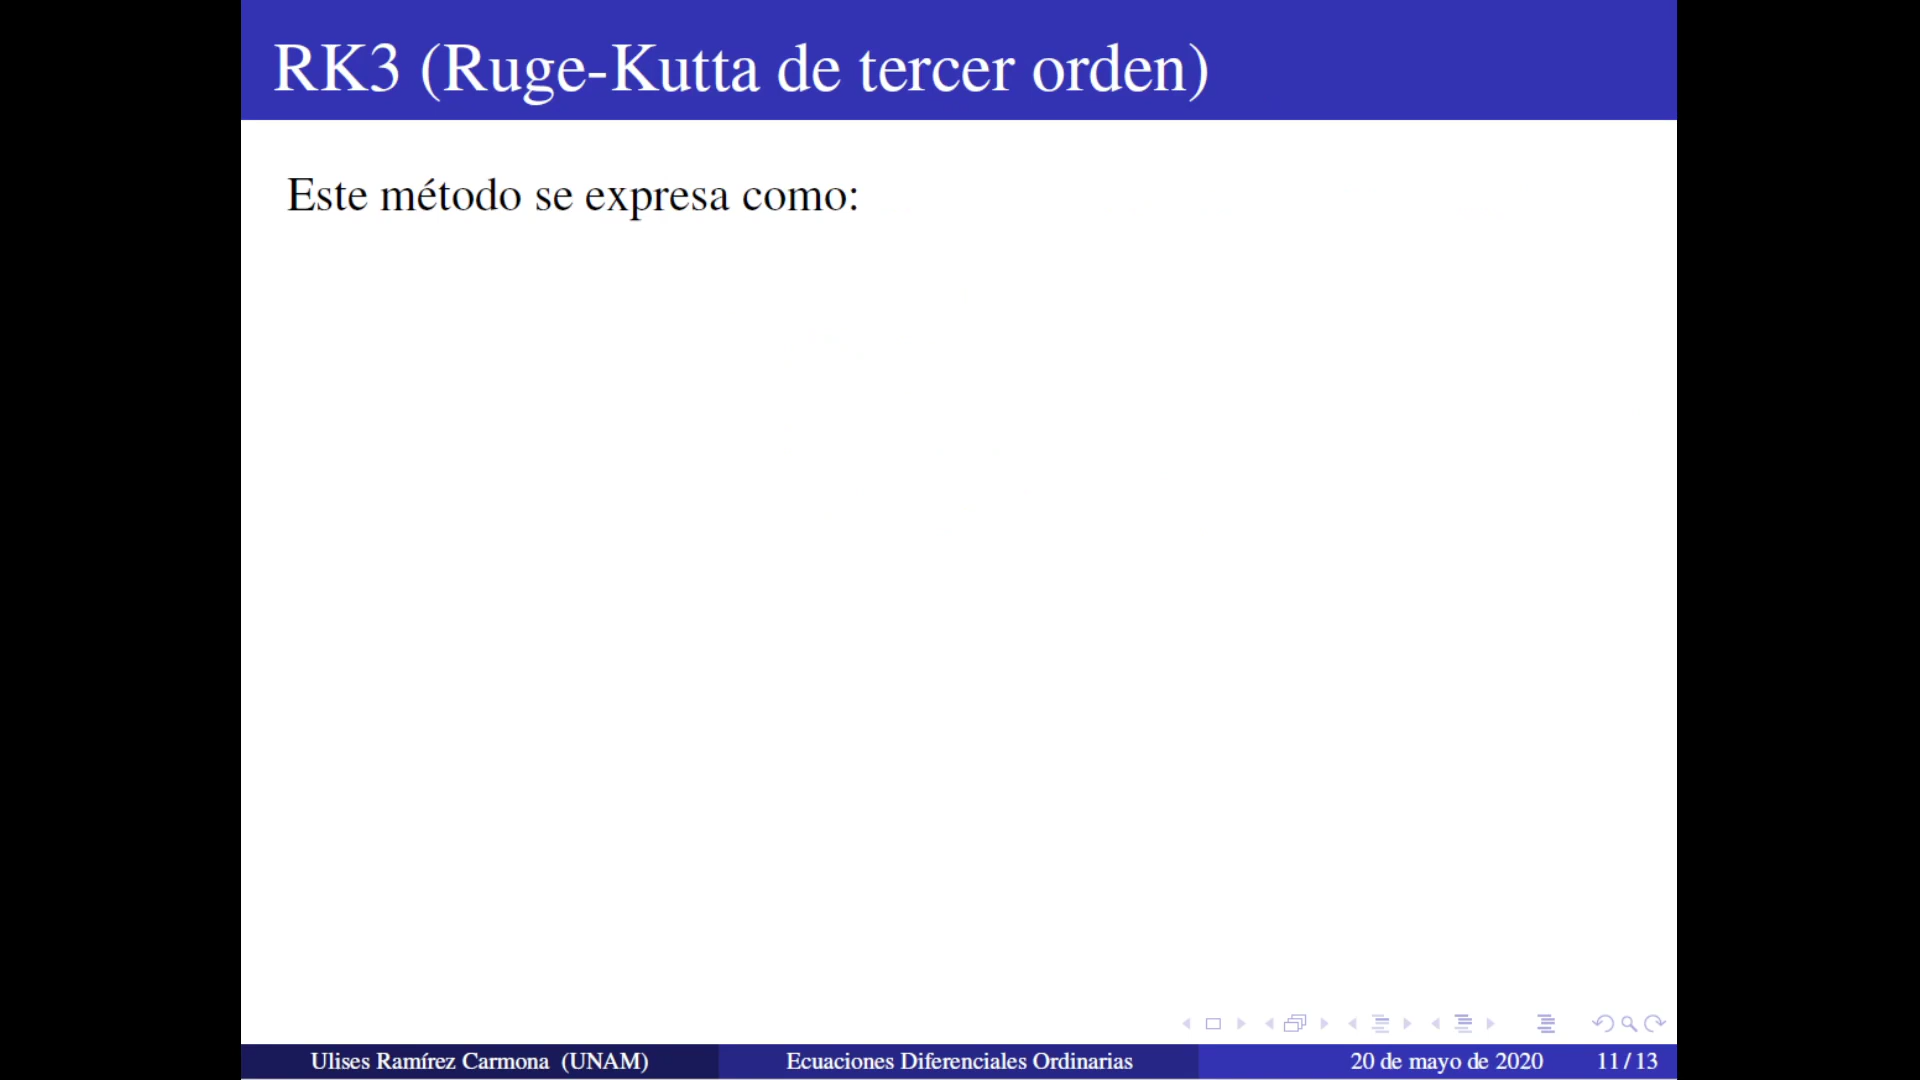 RK3 (Ruge-Kutta de tercer orden)
Este método se expresa como:
Ulises Ramírez Carmona (UNAM) Ecuaciones Diferenciales Ordinarias 20 de mayo de 2020 11 / 13